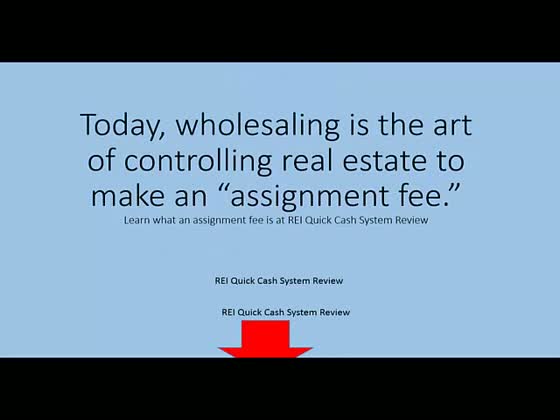 Today, wholesaling is the art
of controlling real estate to
make an “assignment fee.”
Learn what an assignment fee is at REI Quick Cash System Review
REI Quick Cash System Review
REI Quick Cash System Review